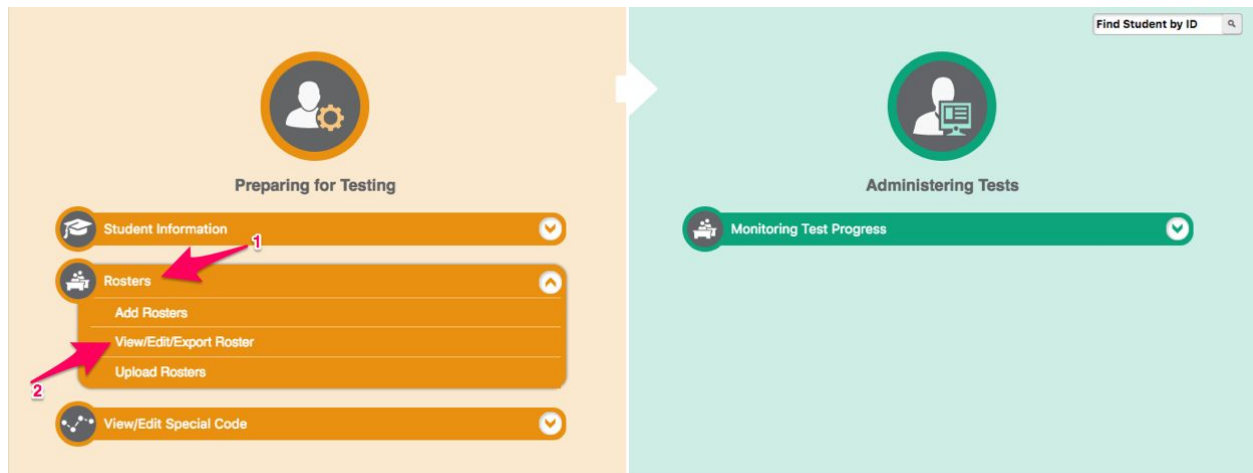 Find Student by ID
Preparing for Testing
Student Information
1
Rosters
Add Rosters
View/Edit/Export Roster
2
Upload Rosters
View/Edit Special Code
Administering Tests
Monitoring Test Progress